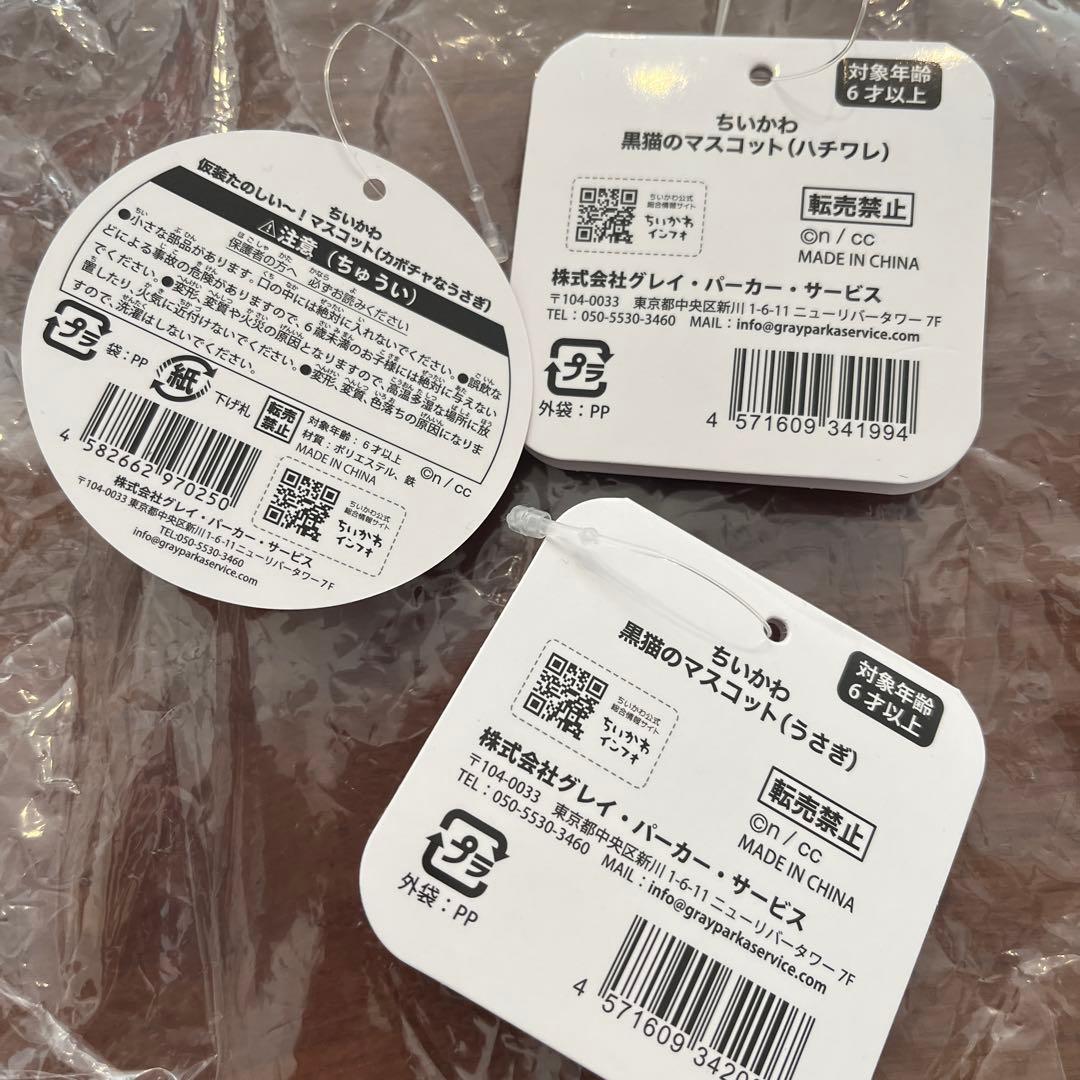 ちいかわ
仮装たのしい〜！マスコット(カボチャなうさぎ)
⚠注意（ちゅうい）
保護者の方へ 必ずお読みください
●小さな部品があります。口の中には絶対に入れないでください。●誤飲な
どによる事故の危険がありますので、6歳未満のお子様には絶対に与えない
でください。●変形、変質や火災の原因となりますので、高温多湿な場所に放
置したり、火気に近付けないでください。●変形、変質、色落ちの原因になりま
すので、洗濯はしないでください。
プラ
袋：PP
紙
下げ札
転売
禁止
対象年齢：6才以上
材質：ポリエステル、鉄
MADE IN CHINA
©n / cc
4 582662 970250
ちいかわ公式
総合情報サイト
ちいかわ
インフォ
株式会社グレイ・パーカー・サービス
〒104-0033 東京都中央区新川1-6-11 ニューリバータワー7F
TEL:050-5530-3460
info@grayparkaservice.com
対象年齢
6才以上
ちいかわ
黒猫のマスコット（ハチワレ）
ちいかわ公式
総合情報サイト
ちいかわ
インフォ
転売禁止
©n / cc
MADE IN CHINA
株式会社グレイ・パーカー・サービス
〒104-0033 東京都中央区新川 1-6-11 ニューリバータワー 7F
TEL：050-5530-3460 MAIL：info@grayparkaservice.com
プラ
外袋：PP
4 571609 341994
対象年齢
6才以上
ちいかわ
黒猫のマスコット（うさぎ）
ちいかわ公式
総合情報サイト
ちいかわ
インフォ
転売禁止
©n / cc
MADE IN CHINA
株式会社グレイ・パーカー・サービス
〒104-0033 東京都中央区新川 1-6-11 ニューリバータワー 7F
TEL：050-5530-3460 MAIL：info@grayparkaservice.com
プラ
外袋：PP
4 571609